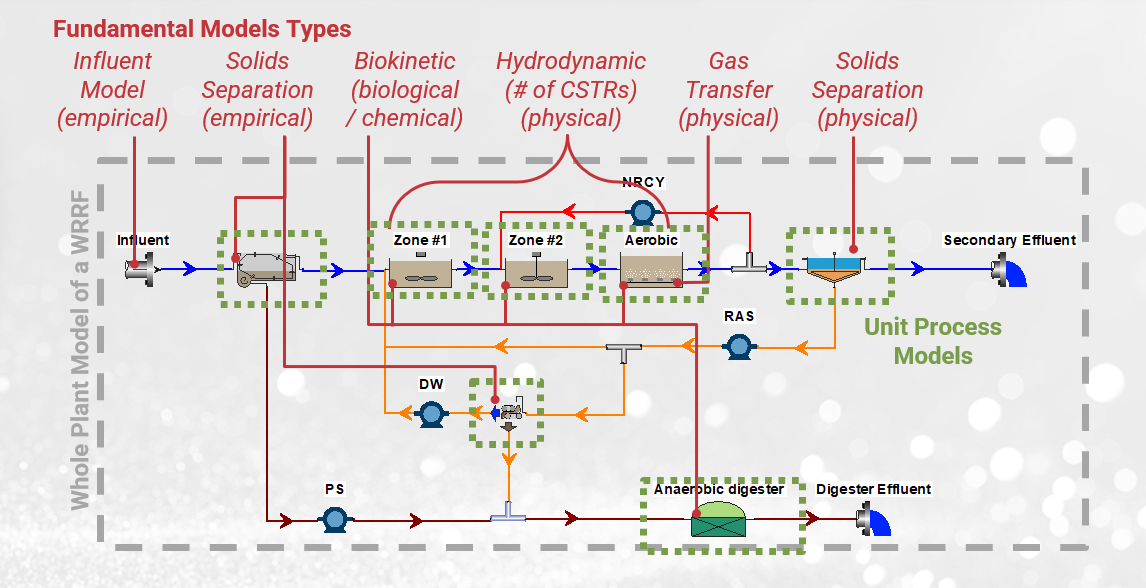 Fundamental Models Types
Influent
Model
(empirical)
Solids
Separation
(empirical)
Biokinetic
(biological
/ chemical)
Hydrodynamic
(# of CSTRs)
(physical)
Gas
Transfer
(physical)
Solids
Separation
(physical)
Whole Plant Model of a WRRF
NRCY
Influent
Zone #1
Zone #2
Aerobic
Secondary Effluent
RAS
Unit Process
Models
DW
PS
Anaerobic digester
Digester Effluent